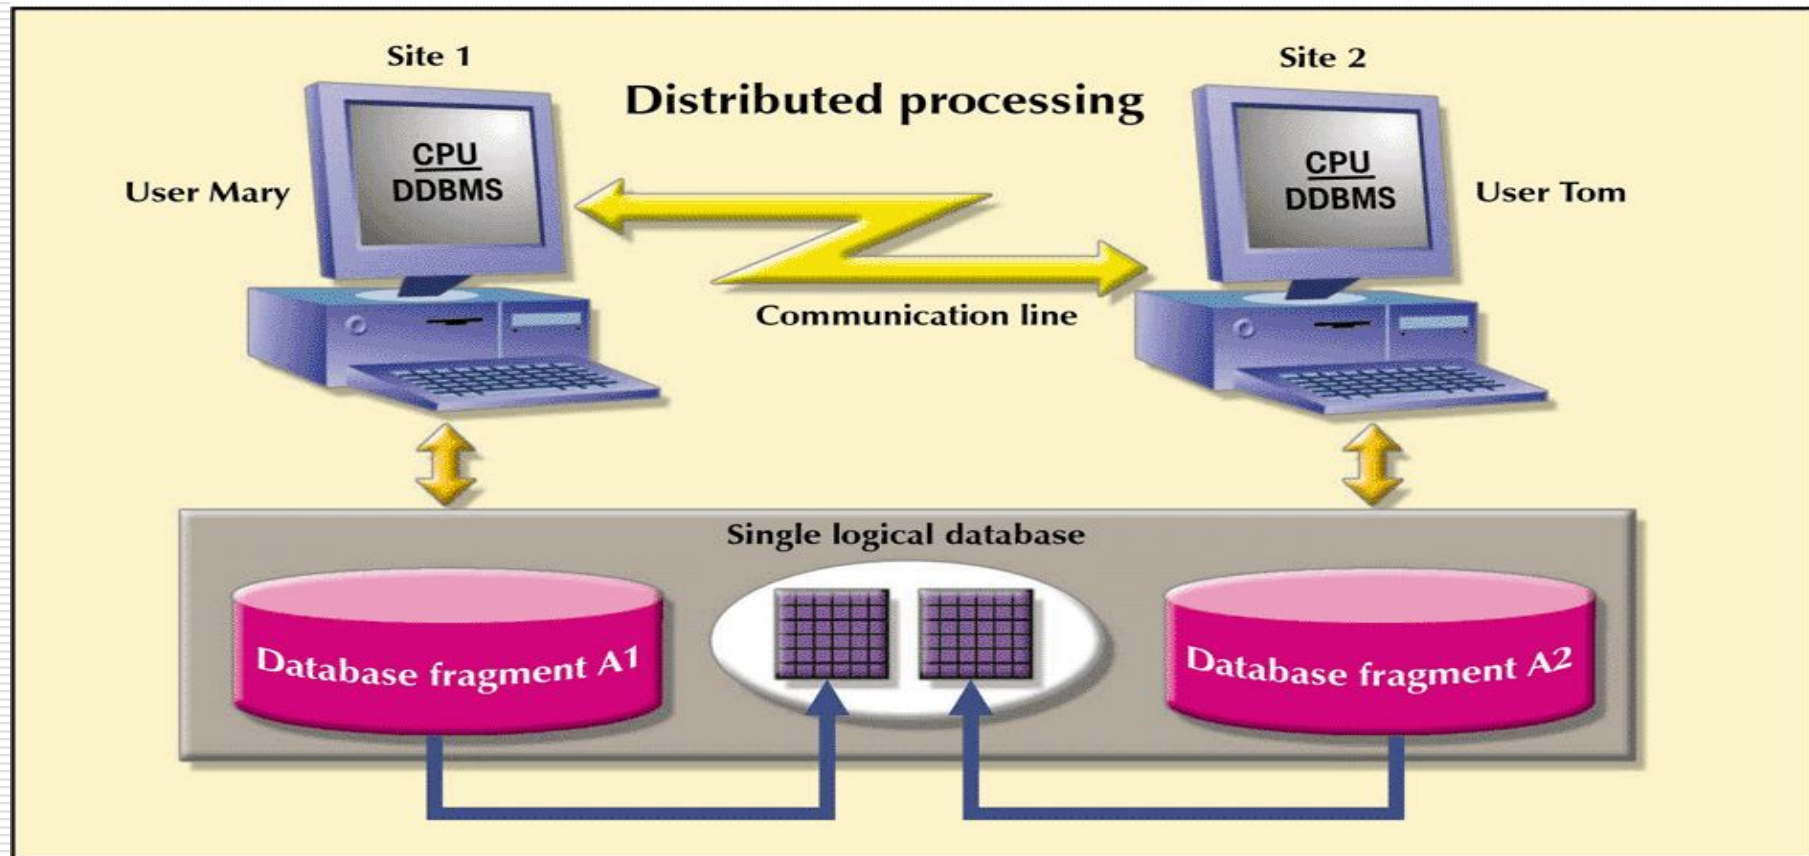 Site 1
Site 2
Distributed processing
CPU
DDBMS
CPU
DDBMS
User Mary
User Tom
Communication line
Single logical database
Database fragment A1
Database fragment A2